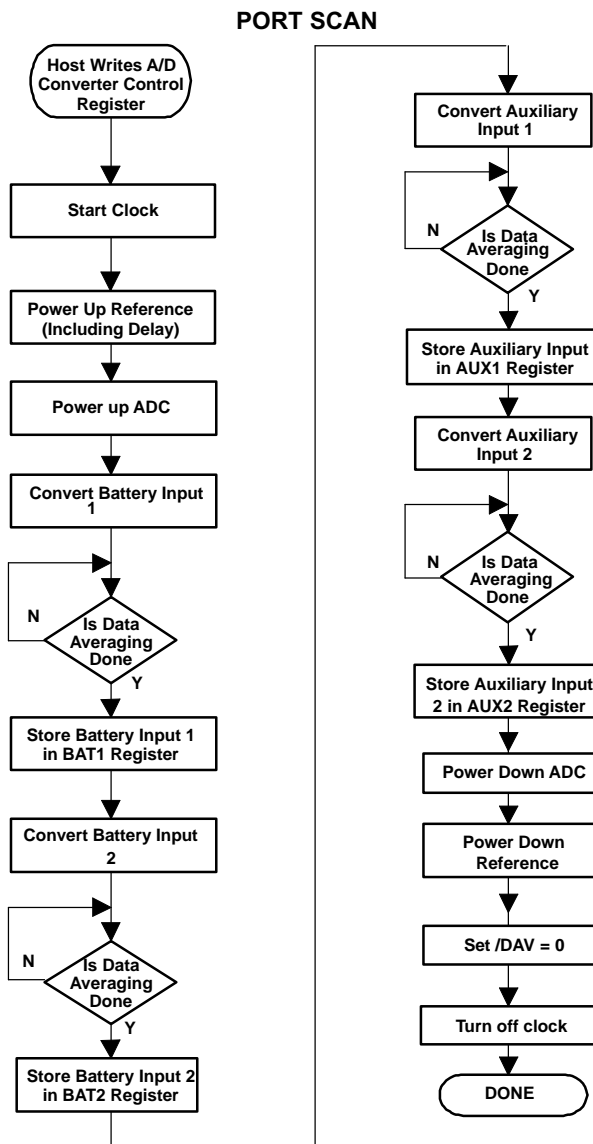 PORT SCAN
Host Writes A/D
Converter Control
Register
Start Clock
Power Up Reference
(Including Delay)
Power up ADC
Convert Battery Input
1
N
Is Data
Averaging
Done
Y
Store Battery Input 1
in BAT1 Register
Convert Battery Input
2
N
Is Data
Averaging
Done
Y
Store Battery Input 2
in BAT2 Register
Convert Auxiliary
Input 1
N
Is Data
Averaging
Done
Y
Store Auxiliary Input
in AUX1 Register
Convert Auxiliary
Input 2
N
Is Data
Averaging
Done
Y
Store Auxiliary Input
2 in AUX2 Register
Power Down ADC
Power Down
Reference
Set /DAV = 0
Turn off clock
DONE